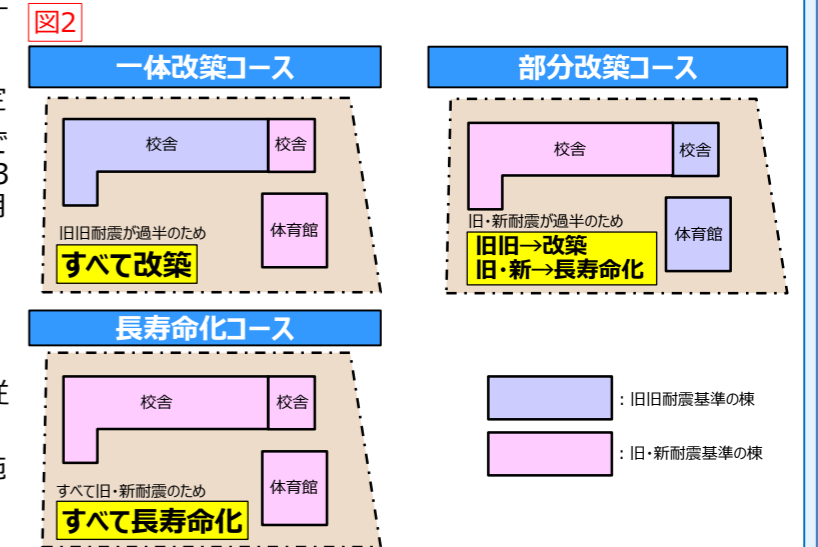 図2
一体改築コース
校舎
校舎
体育館
旧旧耐震が過半のため
すべて改築
部分改築コース
校舎
校舎
体育館
旧・新耐震が過半のため
旧旧→改築
旧・新→長寿命化
長寿命化コース
校舎
校舎
体育館
すべて旧・新耐震のため
すべて長寿命化
：旧旧耐震基準の棟
：旧・新耐震基準の棟